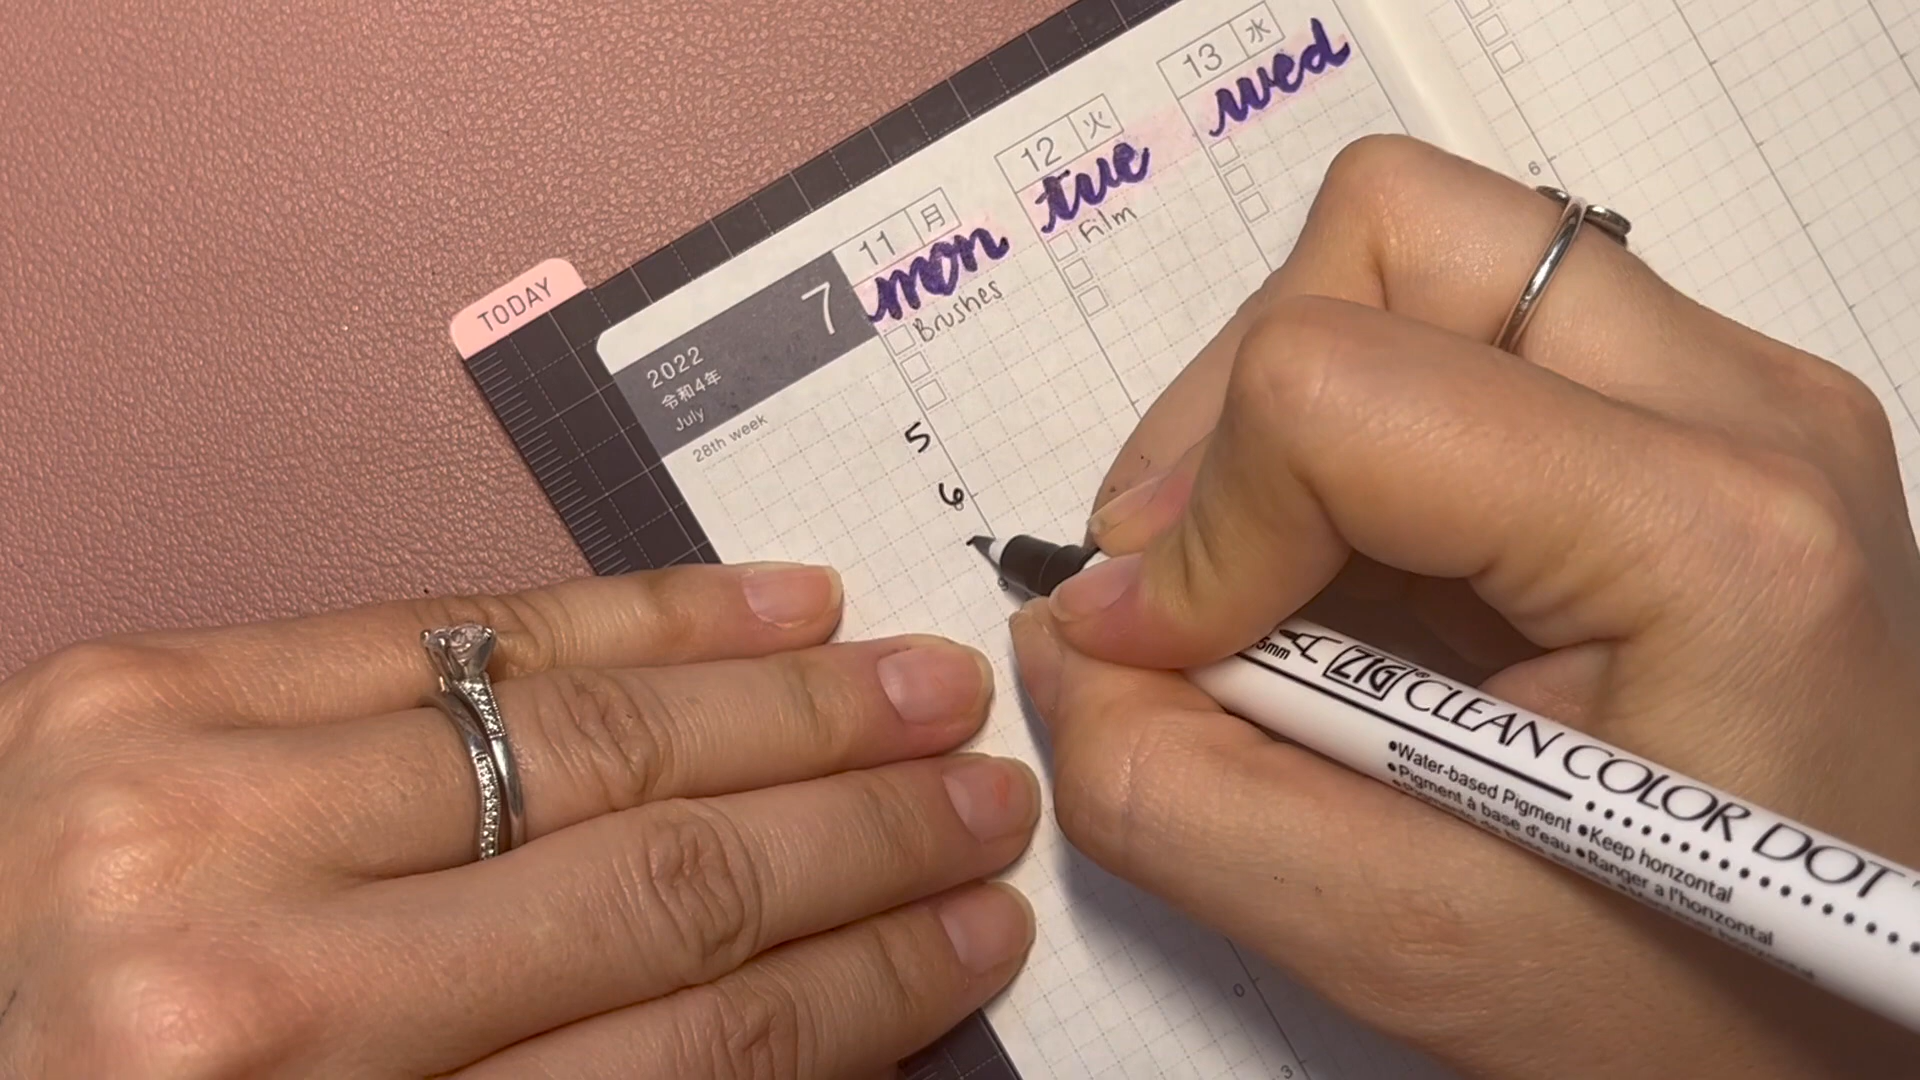 TODAY
7
2022
令和4年
July
28th week
11 月
mon
Brushes
12 火
tue
Film
13 水
wed
5
6
6
ZIG® CLEAN COLOR DOT
•Water-based Pigment •Keep horizontal
•Pigment à base d'eau •Ranger a l'horizontal